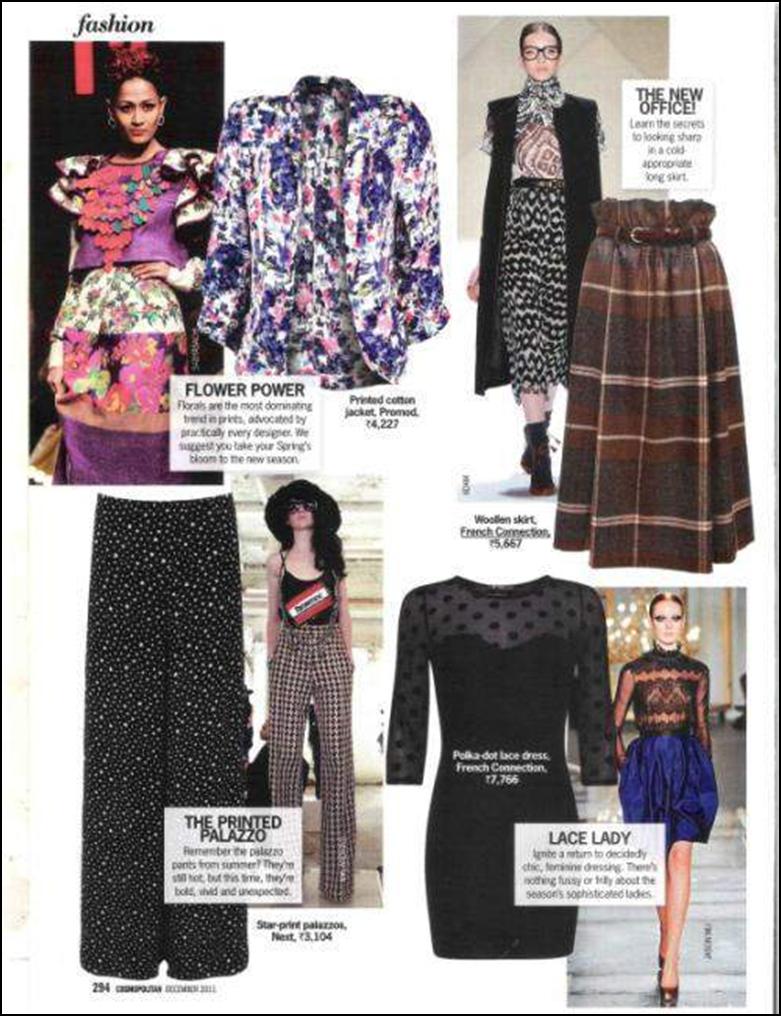 fashion
THE NEW
OFFICE!
Learn the secrets
to looking sharp
in a cold-
appropriate
long skirt.
FLOWER POWER
Florals are the most dominating
trend in prints, advocated by
practically every designer. We
suggest you take your Spring's
bloom to the new season.
Printed cotton
jacket, Promod,
₹4,227
Woollen skirt,
French Connection,
₹5,667
THE PRINTED
PALAZZO
Remember the palazzo
pants from summer? They're
still hot, but this time, they're
bold, vivid and unexpected.
Star-print palazzos,
Next, ₹3,104
Polka-dot lace dress,
French Connection,
₹7,766
LACE LADY
Ignite a return to decidedly
chic, feminine dressing. There's
nothing fussy or frilly about the
season's sophisticated ladies.
294 COSMOPOLITAN DECEMBER 2011